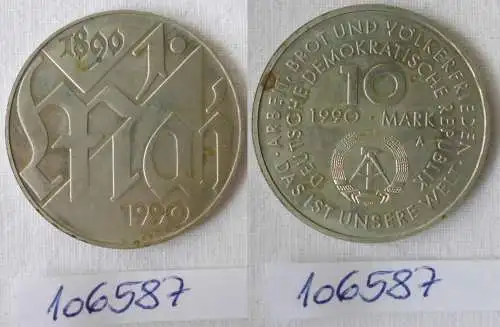 1890
1. Mai
1990
106587
ARBEIT, BROT UND VÖLKERFRIEDEN
DAS IST UNSERE WELT
DEUTSCHE DEMOKRATISCHE REPUBLIK
10
1990 · MARK
A
106587